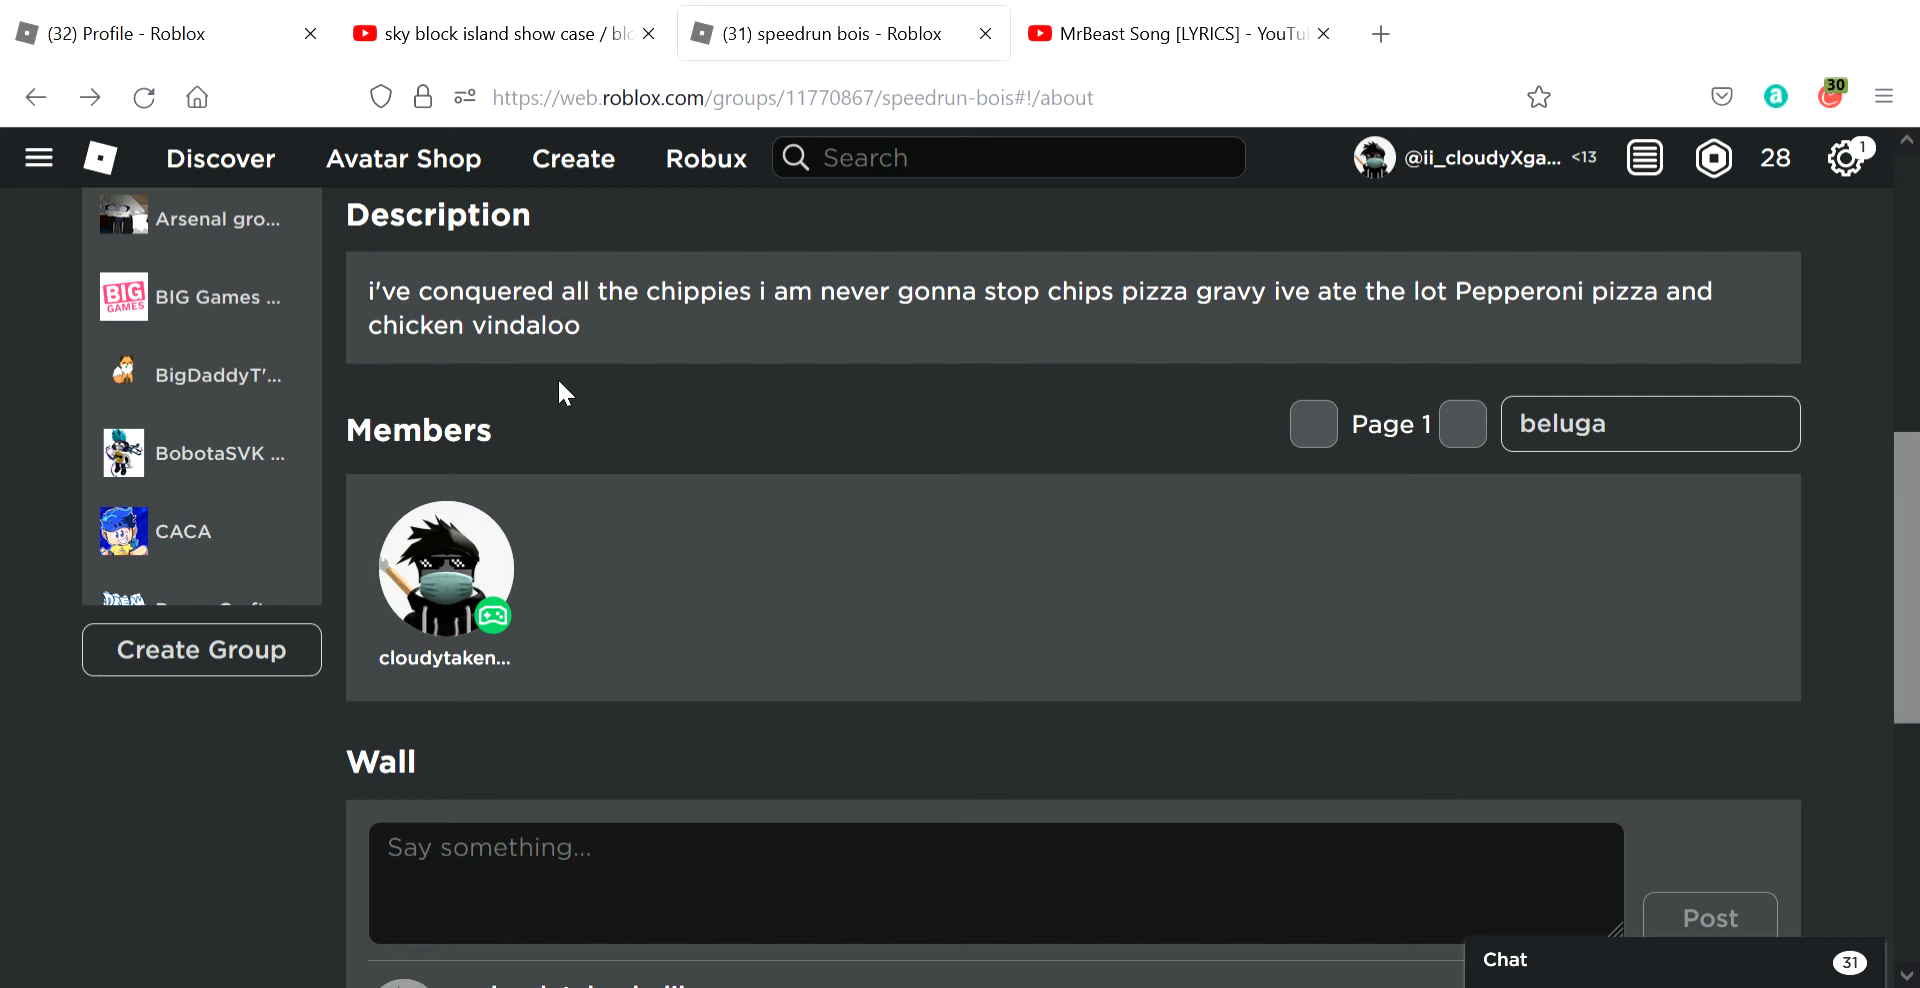 (32) Profile - Roblox
sky block island show case / blo
(31) speedrun bois - Roblox
MrBeast Song [LYRICS] - YouTu
https://web.roblox.com/groups/11770867/speedrun-bois#!/about
30
Discover
Avatar Shop
Create
Robux
Search
@ii_cloudyXga... <13
28
1
Arsenal gro...
BIG GAMES
BIG Games ...
BigDaddyT'...
BobotaSVK ...
CACA
Create Group
Description
i've conquered all the chippies i am never gonna stop chips pizza gravy ive ate the lot Pepperoni pizza and
chicken vindaloo
Members
Page 1
beluga
cloudytaken...
Wall
Say something...
Post
Chat
31